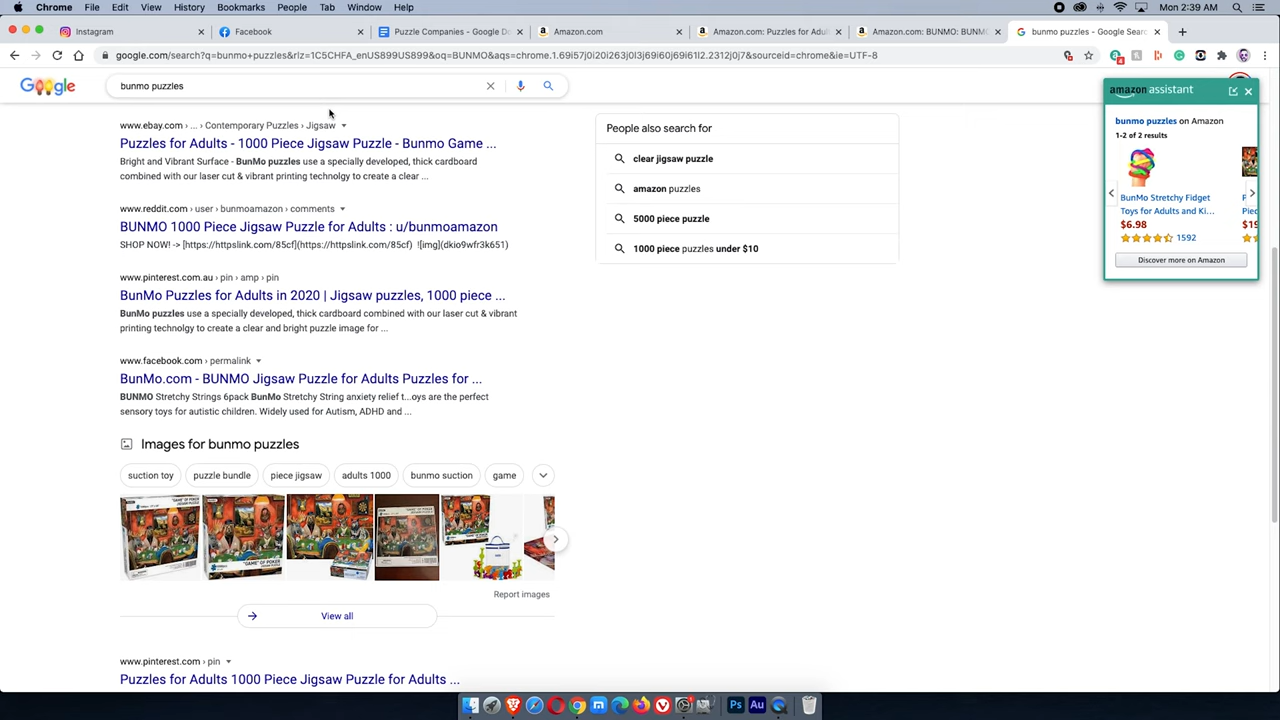 Chrome File Edit View History Bookmarks People Tab Window Help Mon 2:39 AM
Instagram × Facebook × Puzzle Companies - Google Do × Amazon.com × Amazon.com: Puzzles for Adul × Amazon.com: BUNMO: BUNM × bunmo puzzles - Google Searc ×
google.com/search?q=bunmo+puzzles&rlz=1C5CHFA_enUS899US899&oq=BUNMO&aqs=chrome.1.69i57j0i20i263j69i60j69i61l2.2312j0j7&sourceid=chrome&ie=UTF-8
Google
bunmo puzzles
www.ebay.com › ... › Contemporary Puzzles › Jigsaw
Puzzles for Adults - 1000 Piece Jigsaw Puzzle - Bunmo Game ...
Bright and Vibrant Surface - BunMo puzzles use a specially developed, thick cardboard
combined with our laser cut & vibrant printing technolgy to create a clear ...
www.reddit.com › user › bunmoamazon › comments
BUNMO 1000 Piece Jigsaw Puzzle for Adults : u/bunmoamazon
SHOP NOW! -> [https://httpslink.com/85cf](https://httpslink.com/85cf) ![img](dkio9wfr3k651)
www.pinterest.com.au › pin › amp › pin
BunMo Puzzles for Adults in 2020 | Jigsaw puzzles, 1000 piece ...
BunMo puzzles use a specially developed, thick cardboard combined with our laser cut & vibrant
printing technolgy to create a clear and bright puzzle image for ...
www.facebook.com › permalink
BunMo.com - BUNMO Jigsaw Puzzle for Adults Puzzles for ...
BUNMO Stretchy Strings 6pack BunMo Stretchy String anxiety relief t...oys are the perfect
sensory toys for autistic children. Widely used for Autism, ADHD and ...
Images for bunmo puzzles
suction toy puzzle bundle piece jigsaw adults 1000 bunmo suction game
Report images
View all
www.pinterest.com › pin
Puzzles for Adults 1000 Piece Jigsaw Puzzle for Adults ...
People also search for
clear jigsaw puzzle
amazon puzzles
5000 piece puzzle
1000 piece puzzles under $10
amazon assistant
bunmo puzzles on Amazon
1-2 of 2 results
BunMo Stretchy Fidget
Toys for Adults and Ki...
$6.98
1592
Discover more on Amazon
Piec
$19
Ps Au